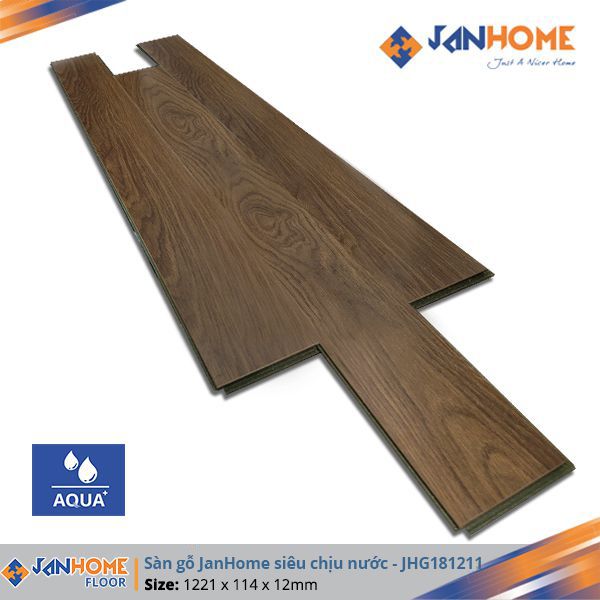 JANHOME
Just A Nicer Home
AQUA+
JANHOME
FLOOR
Sàn gỗ JanHome siêu chịu nước - JHG181211
Size: 1221 x 114 x 12mm